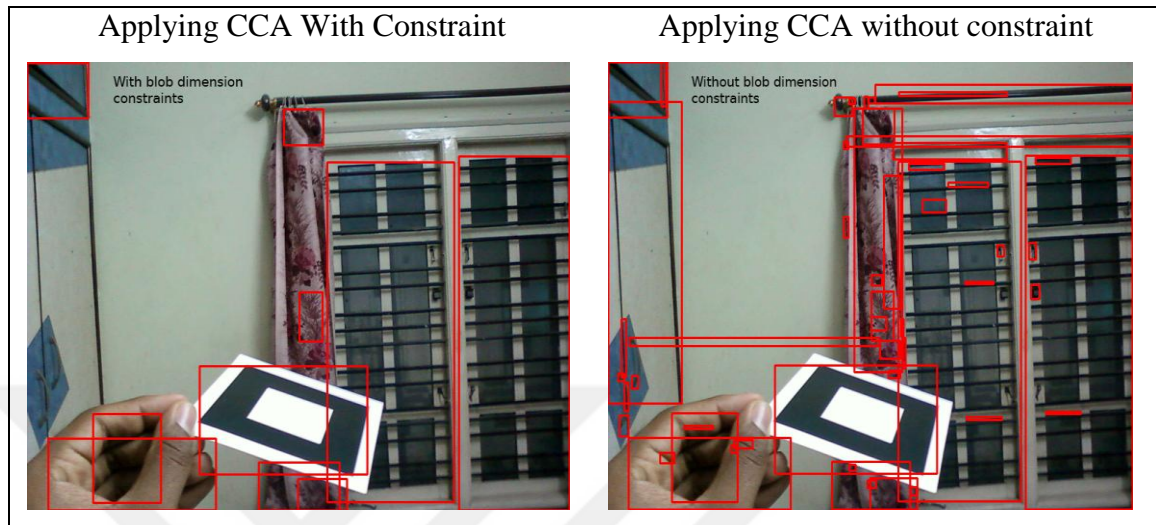 Applying CCA With Constraint
Applying CCA without constraint
With blob dimension
constraints
Without blob dimension
constraints